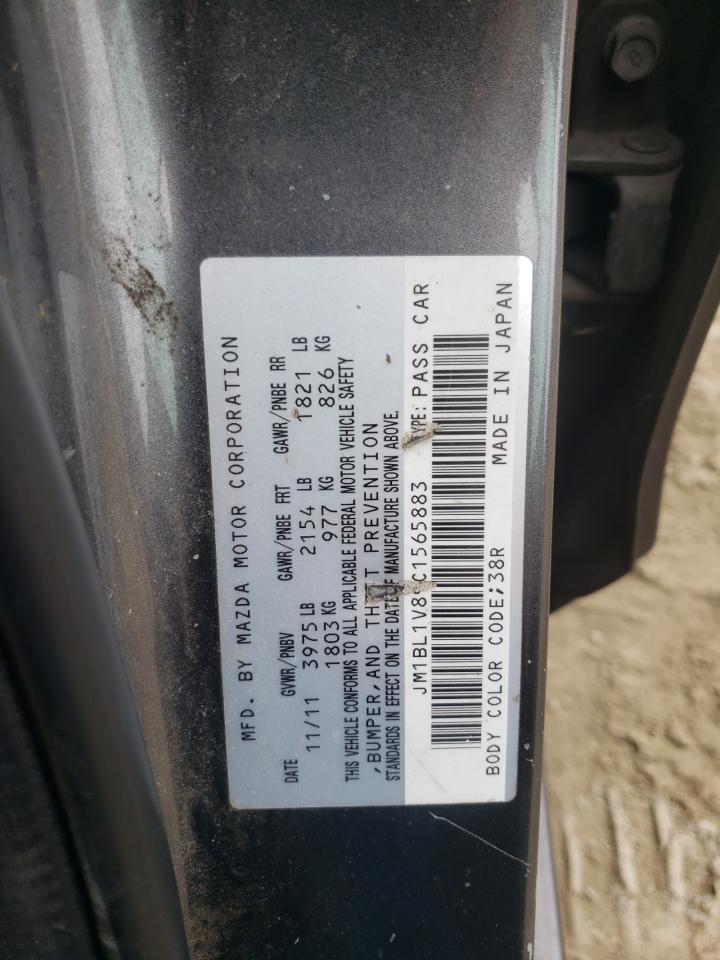 MFD. BY MAZDA MOTOR CORPORATION
DATE GVWR/PNBV GAWR/PNBE FRT GAWR/PNBE RR
11/11 3975 LB 2154 LB 1821 LB
1803 KG 977 KG 826 KG
THIS VEHICLE CONFORMS TO ALL APPLICABLE FEDERAL MOTOR VEHICLE SAFETY
,BUMPER,AND THEFT PREVENTION
STANDARDS IN EFFECT ON THE DATE OF MANUFACTURE SHOWN ABOVE.
JM1BL1V8 C1565883 TYPE: PASS CAR
BODY COLOR CODE;38R MADE IN JAPAN